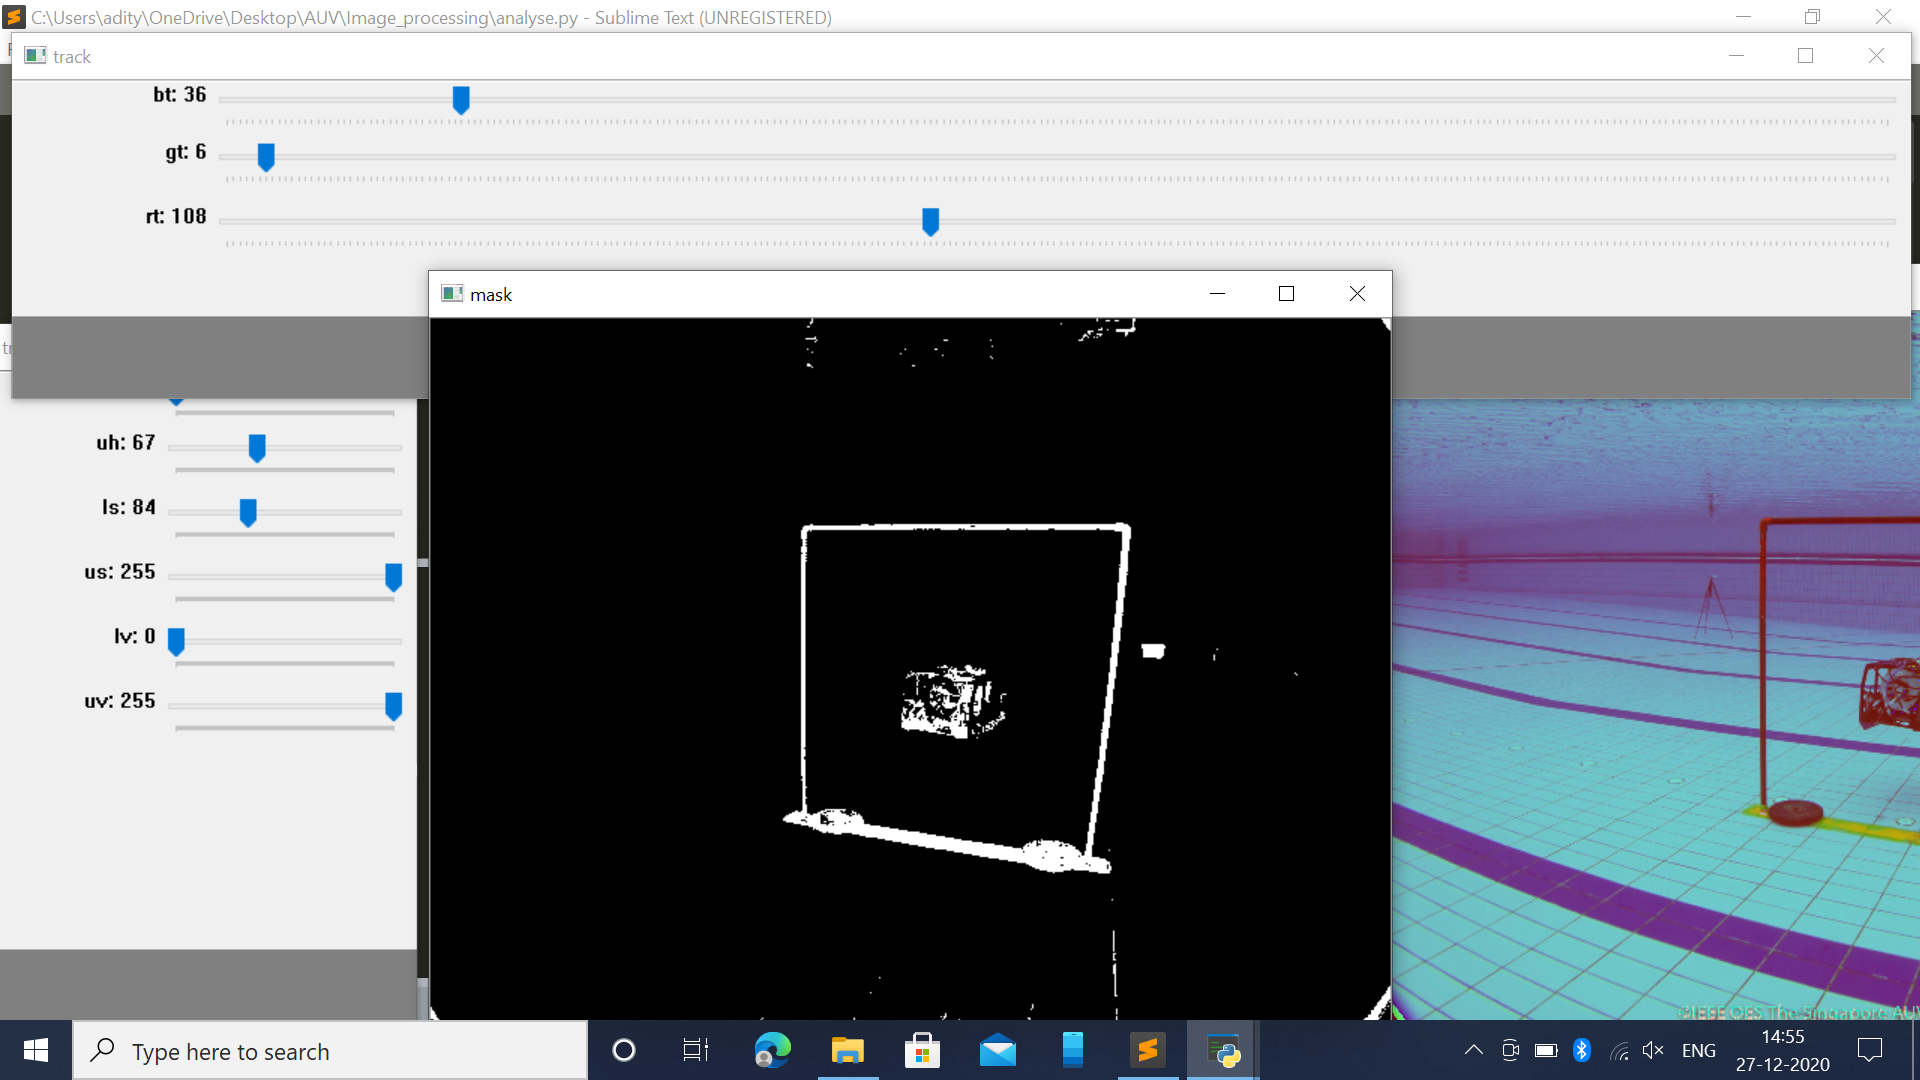 C:\Users\adity\OneDrive\Desktop\AUV\Image_processing\analyse.py - Sublime Text (UNREGISTERED)
track
bt: 36
gt: 6
rt: 108
mask
uh: 67
ls: 84
us: 255
lv: 0
uv: 255
©IEEE OES The Singapore AU
Type here to search
ENG
14:55
27-12-2020